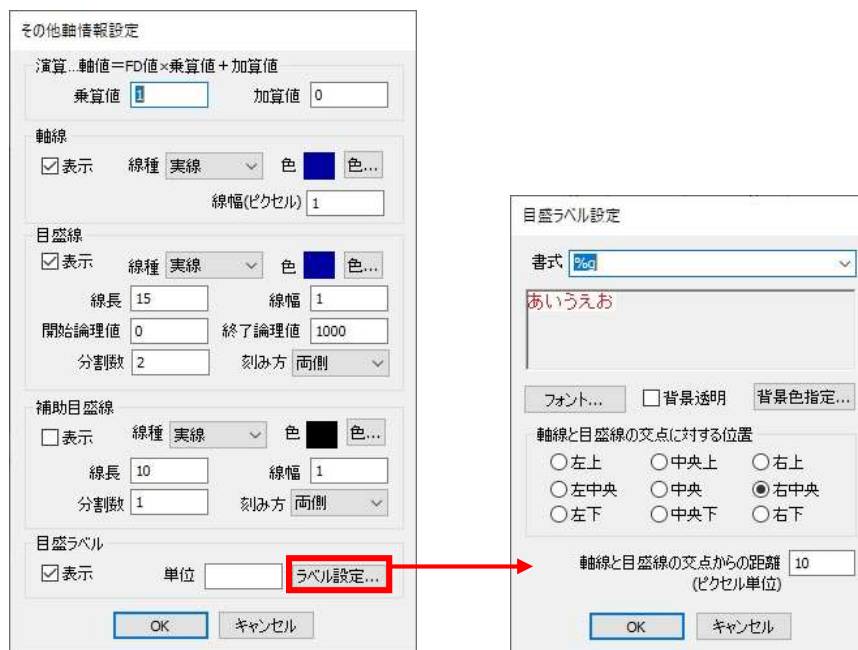 その他軸情報設定
演算...軸値＝FD値×乗算値＋加算値
乗算値 1 加算値 0
軸線
表示 線種 実線 色 色...
線幅(ピクセル) 1
目盛線
表示 線種 実線 色 色...
線長 15 線幅 1
開始論理値 0 終了論理値 1000
分割数 2 刻み方 両側
補助目盛線
表示 線種 実線 色 色...
線長 10 線幅 1
分割数 1 刻み方 両側
目盛ラベル
表示 単位 ラベル設定...
OK キャンセル
目盛ラベル設定
書式 %g
あいうえお
フォント... 背景透明 背景色指定...
軸線と目盛線の交点に対する位置
左上 中央上 右上
左中央 中央 右中央
左下 中央下 右下
軸線と目盛線の交点からの距離 10
(ピクセル単位)
OK キャンセル